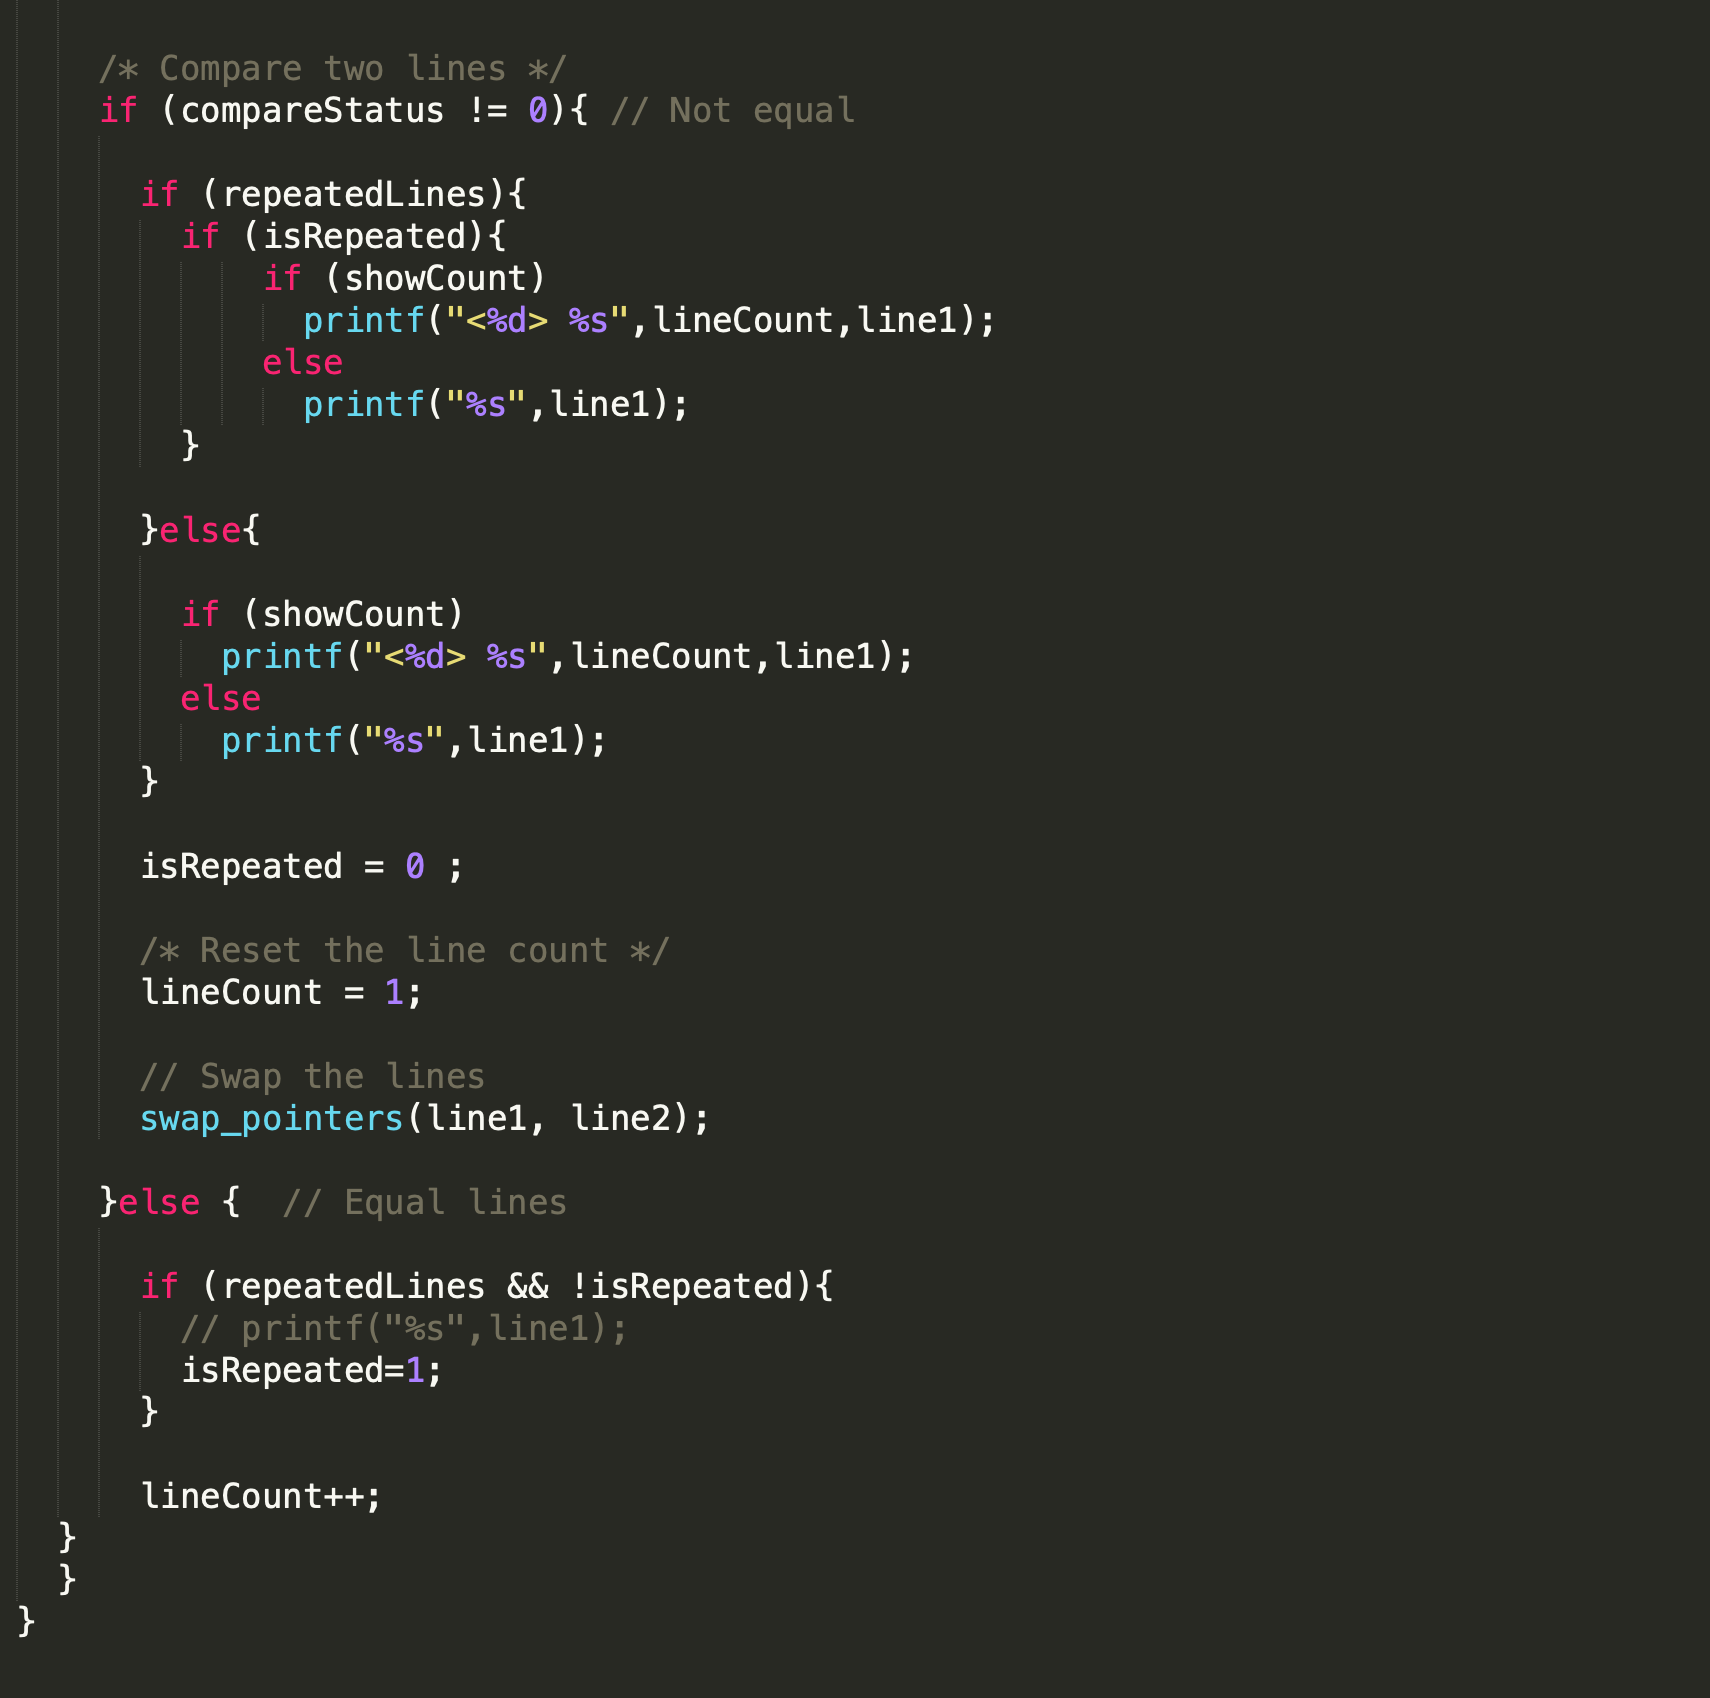 /* Compare two lines */
if (compareStatus != 0){ // Not equal
if (repeatedLines){
if (isRepeated){
if (showCount)
printf("<%d> %s",lineCount,line1);
else
printf("%s",line1);
}
}else{
if (showCount)
printf("<%d> %s",lineCount,line1);
else
printf("%s",line1);
}
isRepeated = 0 ;
/* Reset the line count */
lineCount = 1;
// Swap the lines
swap_pointers(line1, line2);
}else {  // Equal lines
if (repeatedLines && !isRepeated){
// printf("%s",line1);
isRepeated=1;
}
lineCount++;
}
}
}